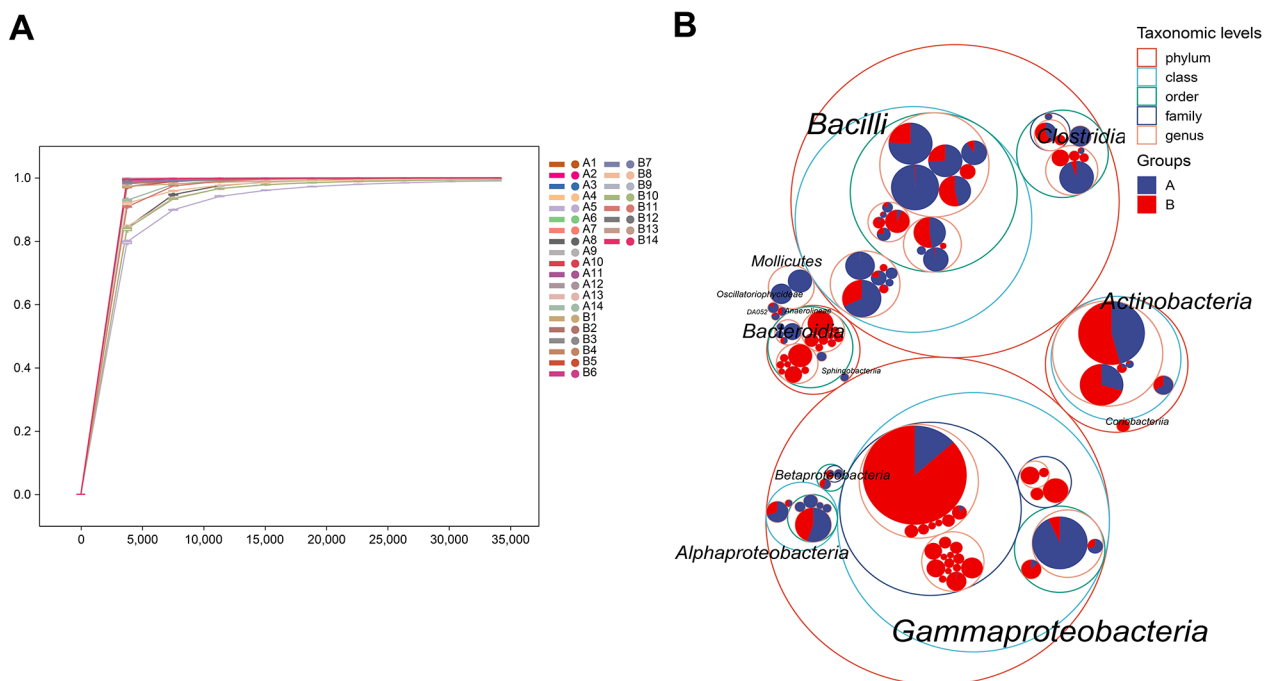 A
1.0
0.8
0.6
0.4
0.2
0.0
0
5,000
10,000
15,000
20,000
25,000
30,000
35,000
A1
A2
A3
A4
A5
A6
A7
A8
A9
A10
A11
A12
A13
A14
B1
B2
B3
B4
B5
B6
B7
B8
B9
B10
B11
B12
B13
B14
B
Bacilli
Clostridia
Mollicutes
Oscillatoriophycideae
DA052
Anaerolineae
Bacteroidia
Sphingobacteriia
Actinobacteria
Coriobacteriia
Betaproteobacteria
Alphaproteobacteria
Gammaproteobacteria
Taxonomic levels
phylum
class
order
family
genus
Groups
A
B